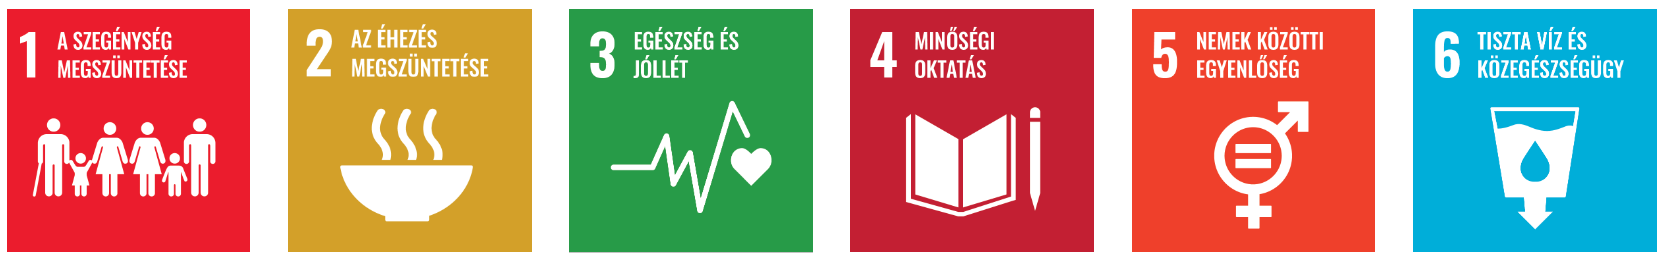 1 A SZEGÉNYSÉG
MEGSZÜNTETÉSE
2 AZ ÉHEZÉS
MEGSZÜNTETÉSE
3 EGÉSZSÉG ÉS
JÓLLÉT
4 MINŐSÉGI
OKTATÁS
5 NEMEK KÖZÖTTI
EGYENLŐSÉG
6 TISZTA VÍZ ÉS
KÖZEGÉSZSÉGÜGY